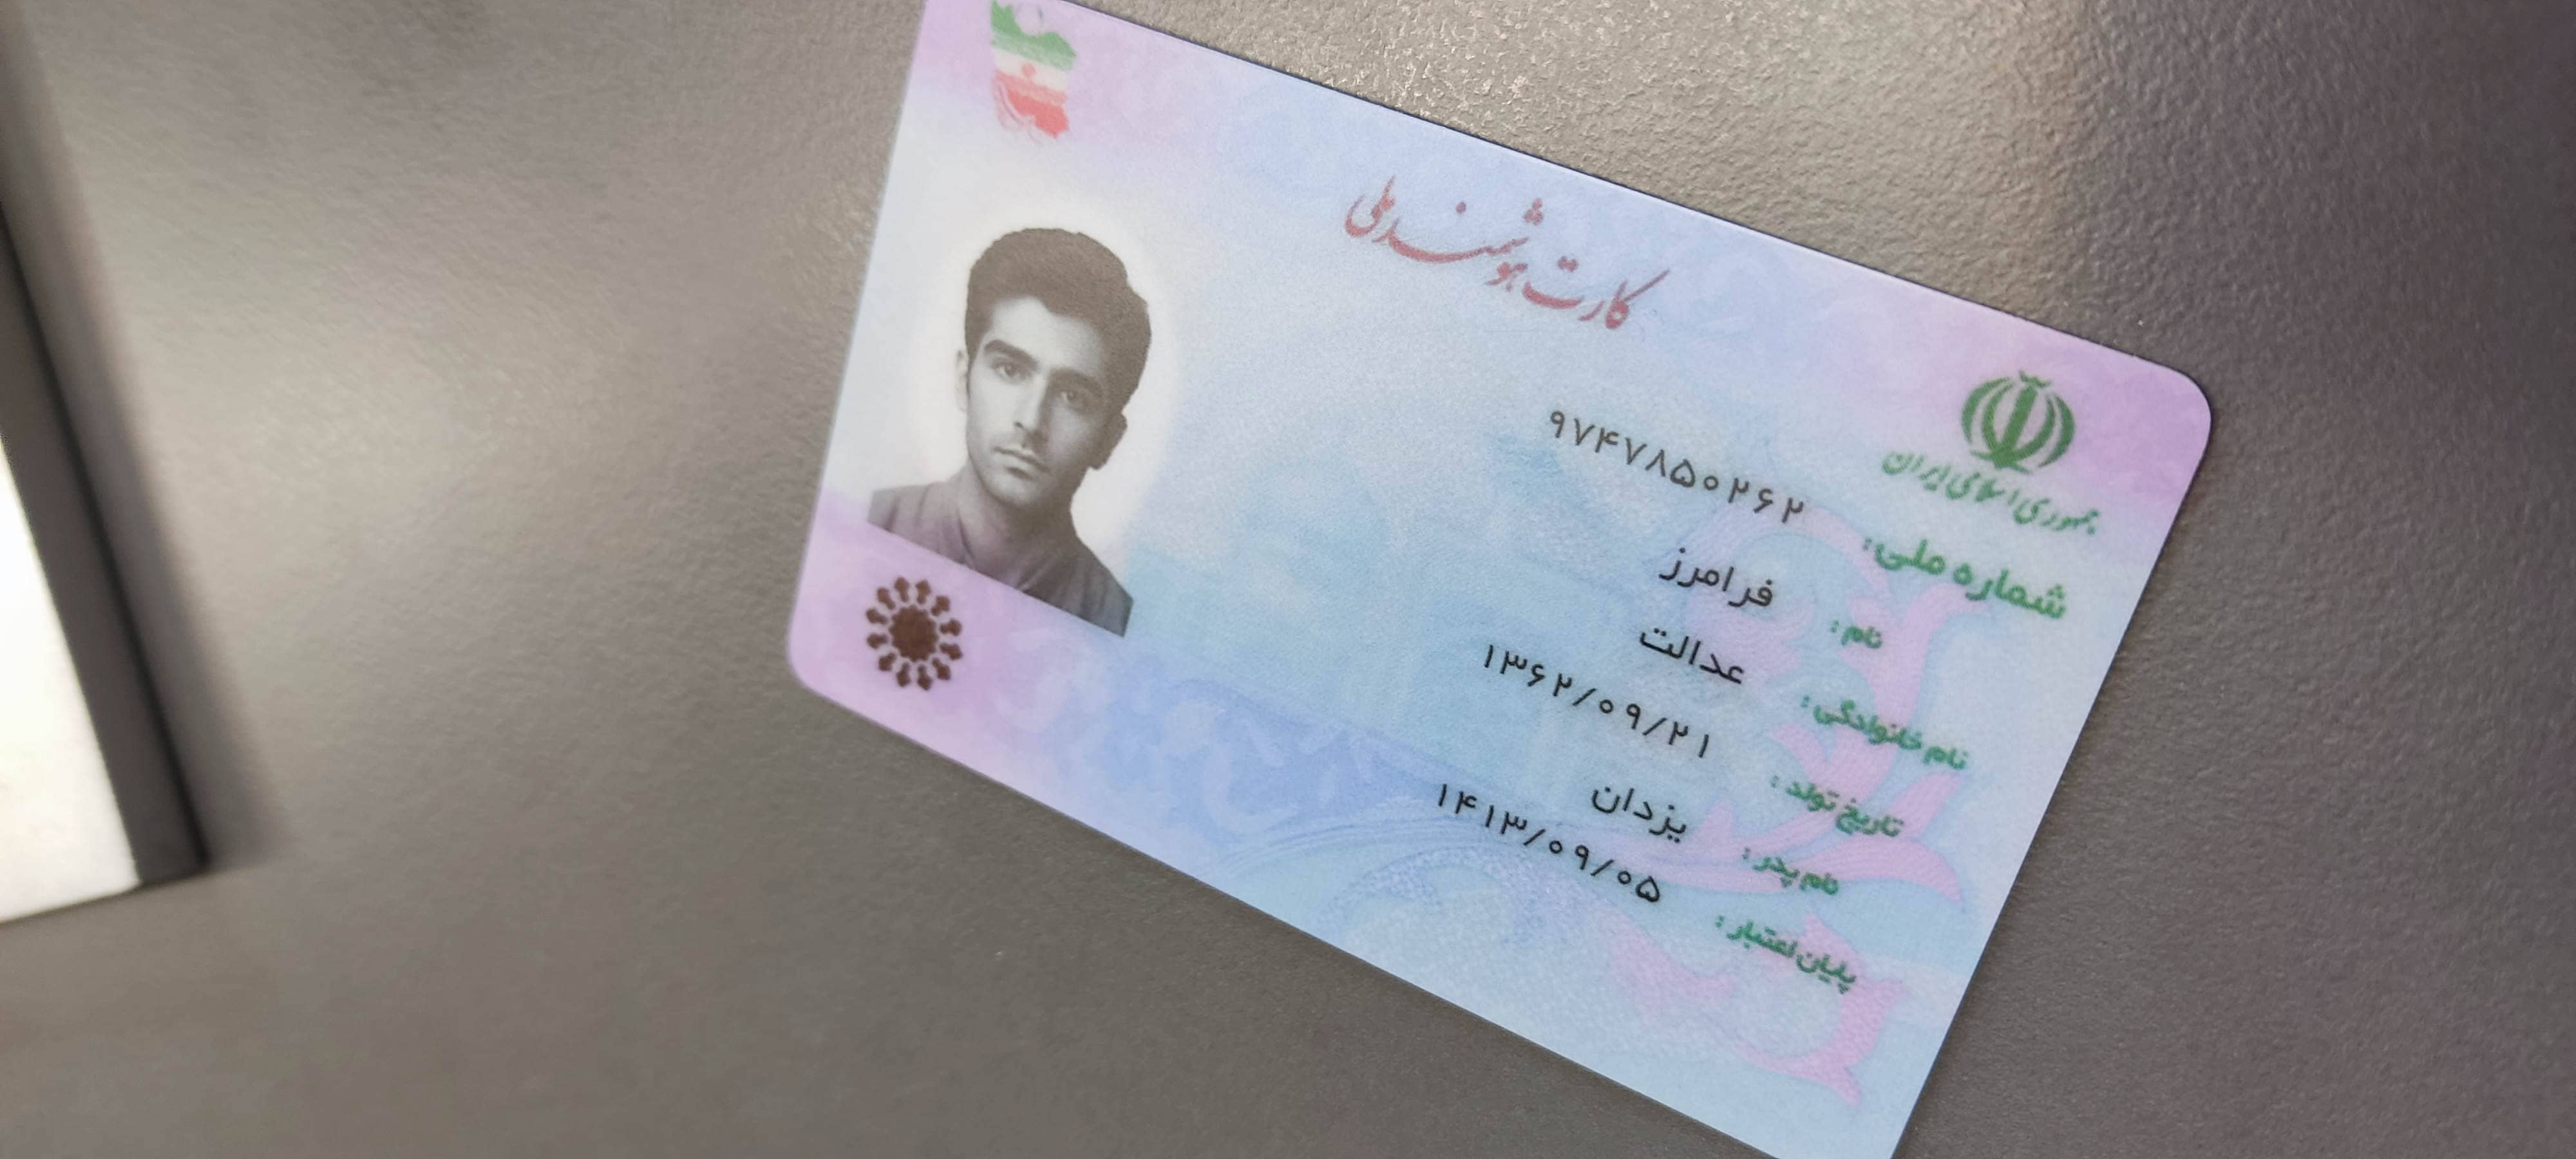 کارت هوشمند ملی
جمهوری اسلامی ایران
شماره ملی: ۹۷۴۷۸۵۰۲۶۲
نام: فرامرز
نام خانوادگی: عدالت
تاریخ تولد: ۱۳۶۲/۰۹/۲۱
نام پدر: یزدان
پایان اعتبار: ۱۴۱۳/۰۹/۰۵